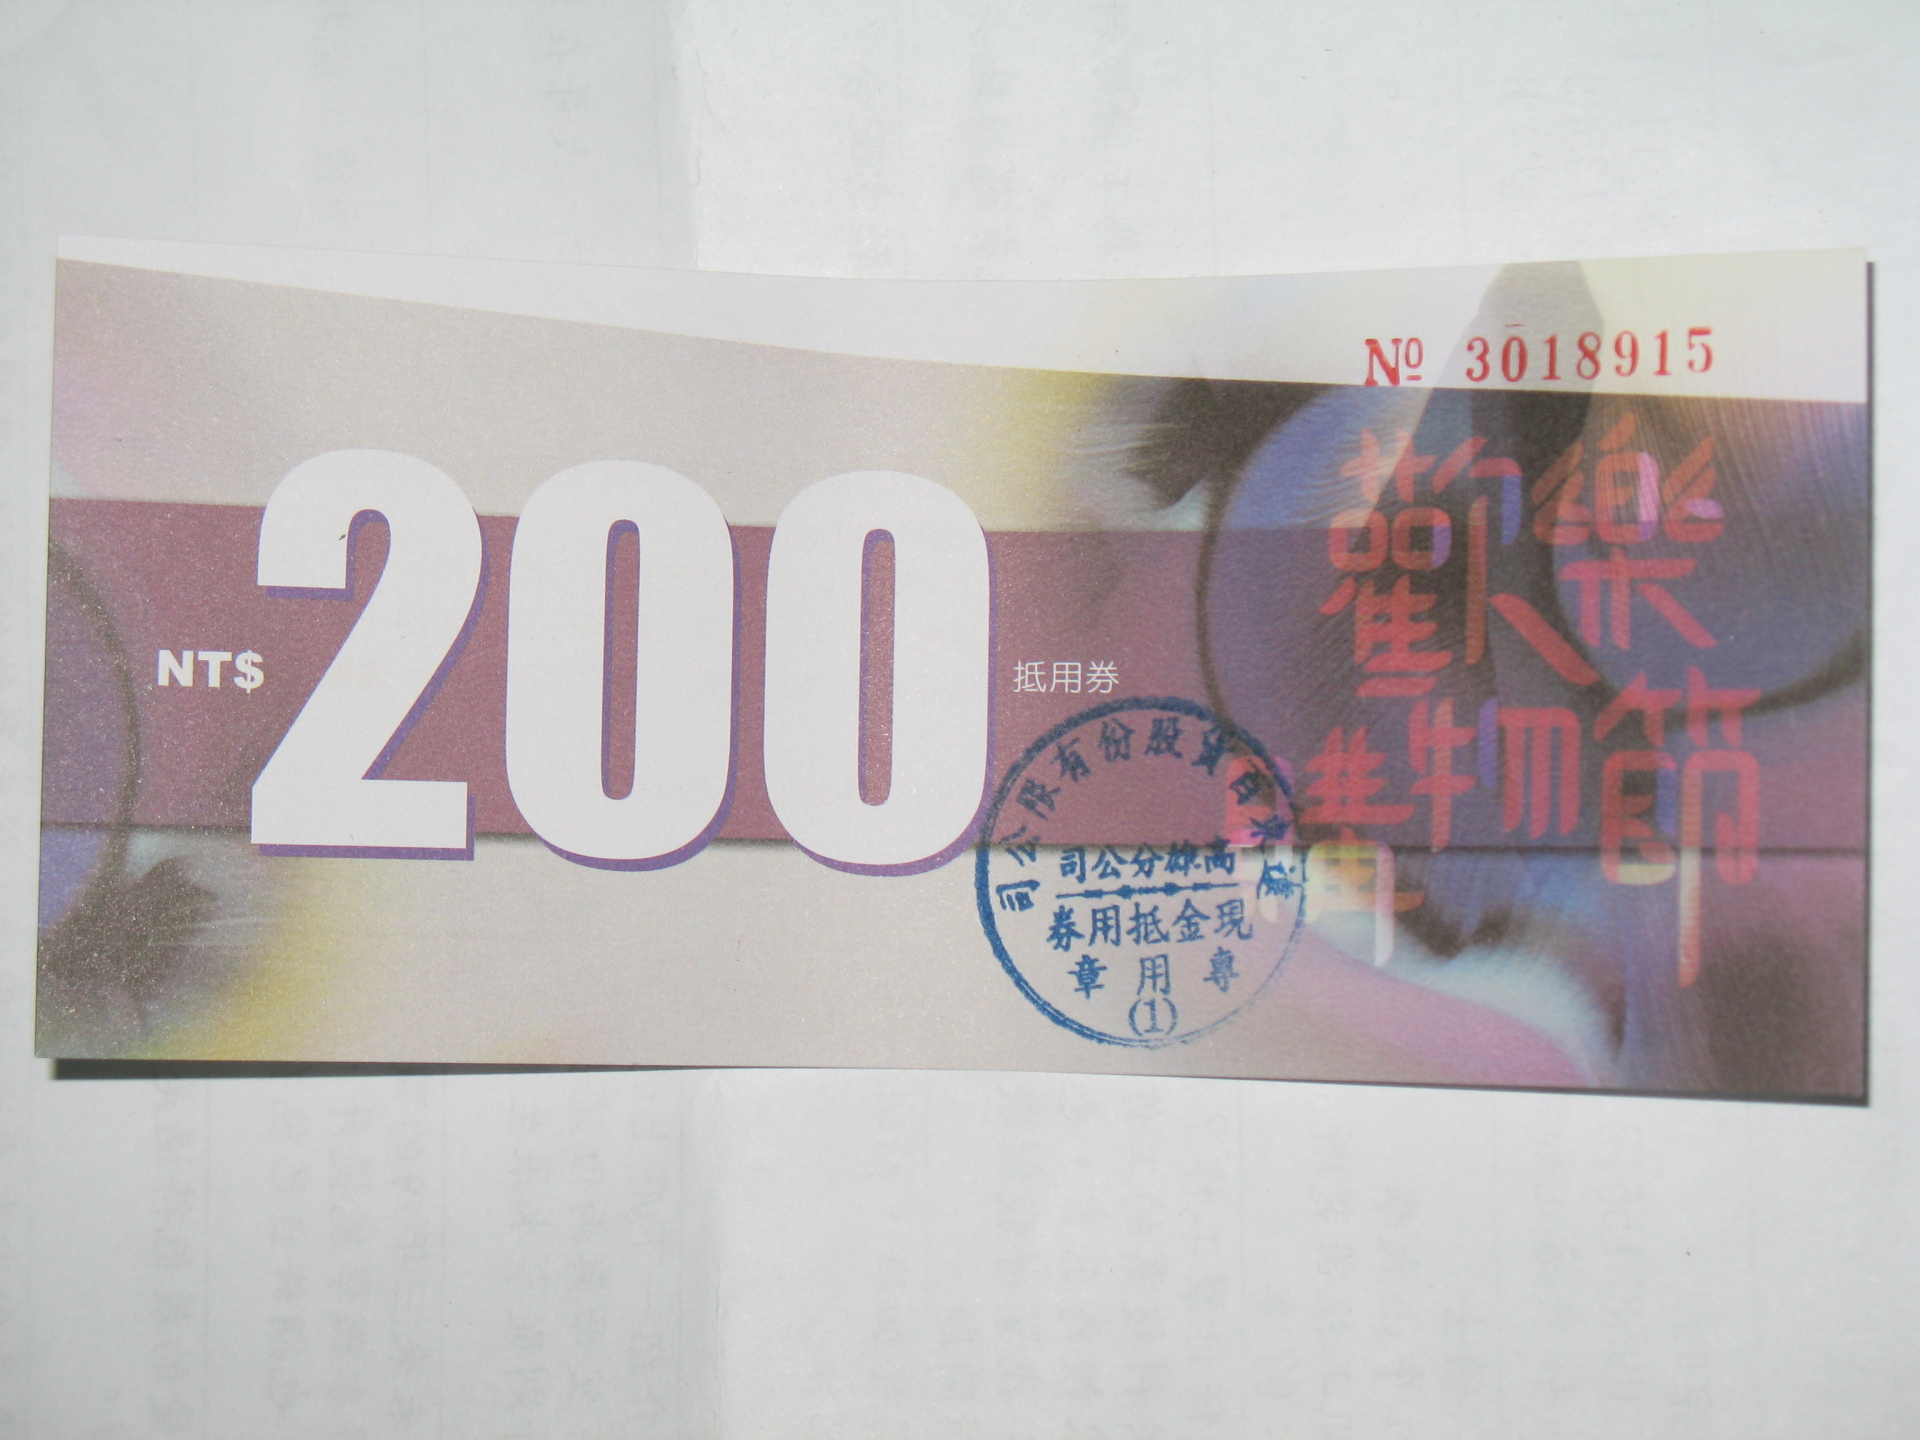 Nº 3018915
歡樂
購物節
NT$ 200 抵用券
遠東百貨股份有限公司
高雄分公司
現金抵用券
專用章
(1)